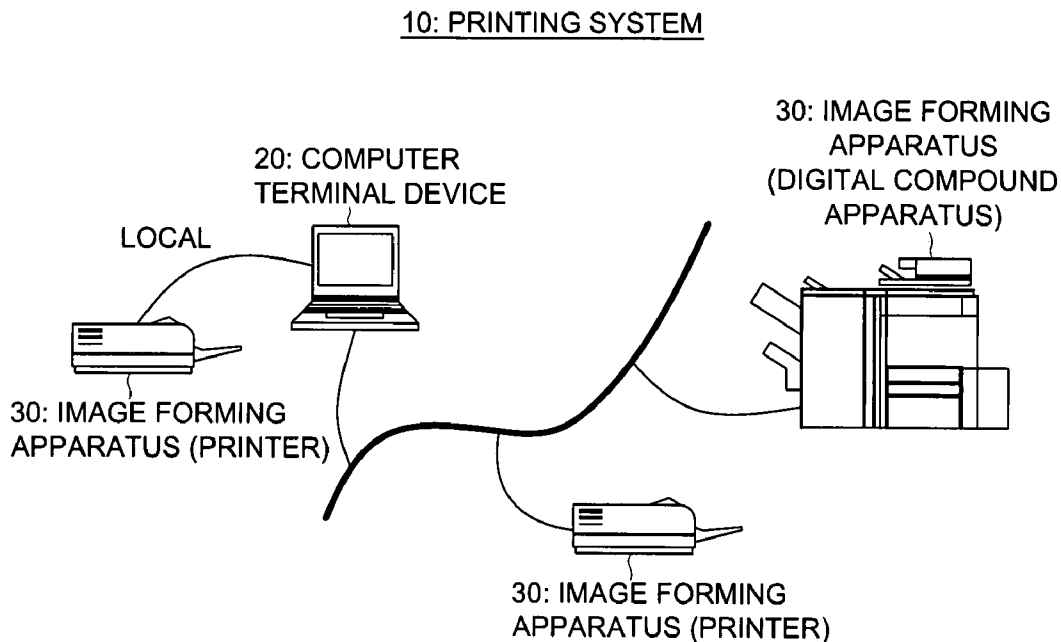 10: PRINTING SYSTEM
30: IMAGE FORMING
APPARATUS
(DIGITAL COMPOUND
APPARATUS)
20: COMPUTER
TERMINAL DEVICE
LOCAL
30: IMAGE FORMING
APPARATUS (PRINTER)
30: IMAGE FORMING
APPARATUS (PRINTER)